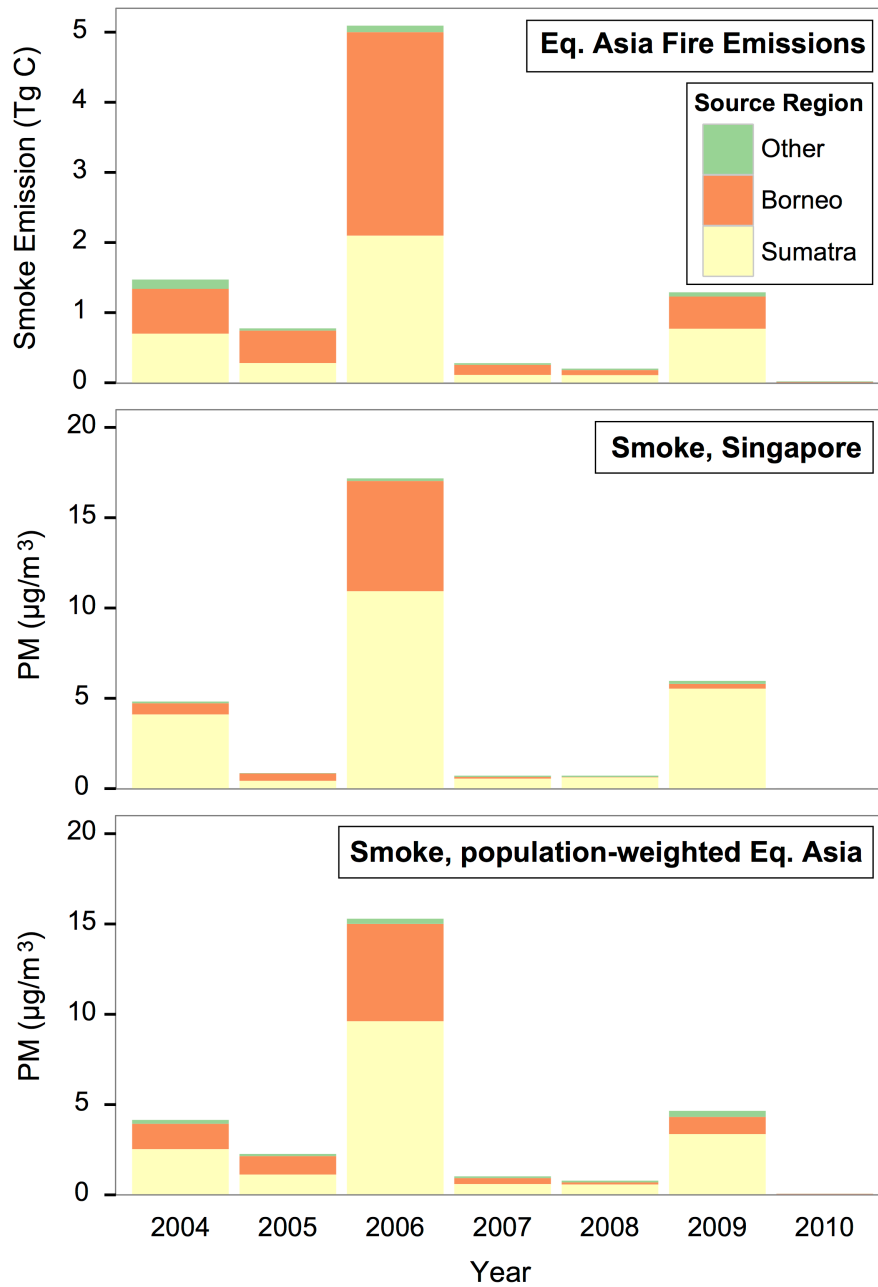 Eq. Asia Fire Emissions
Source Region
Other
Borneo
Sumatra
Smoke Emission (Tg C)
5
4
3
2
1
0
Smoke, Singapore
PM (µg/m³)
20
15
10
5
0
Smoke, population-weighted Eq. Asia
PM (µg/m³)
20
15
10
5
0
2004 2005 2006 2007 2008 2009 2010
Year